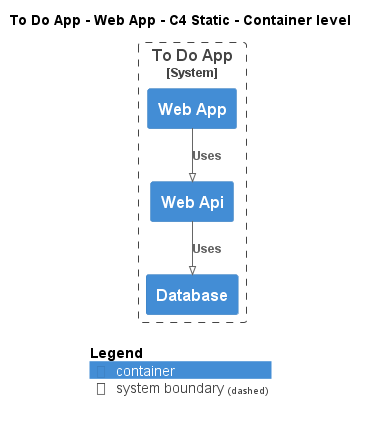 To Do App - Web App - C4 Static - Container level
To Do App
[System]
Web App
Uses
Web Api
Uses
Database
Legend
container
system boundary (dashed)